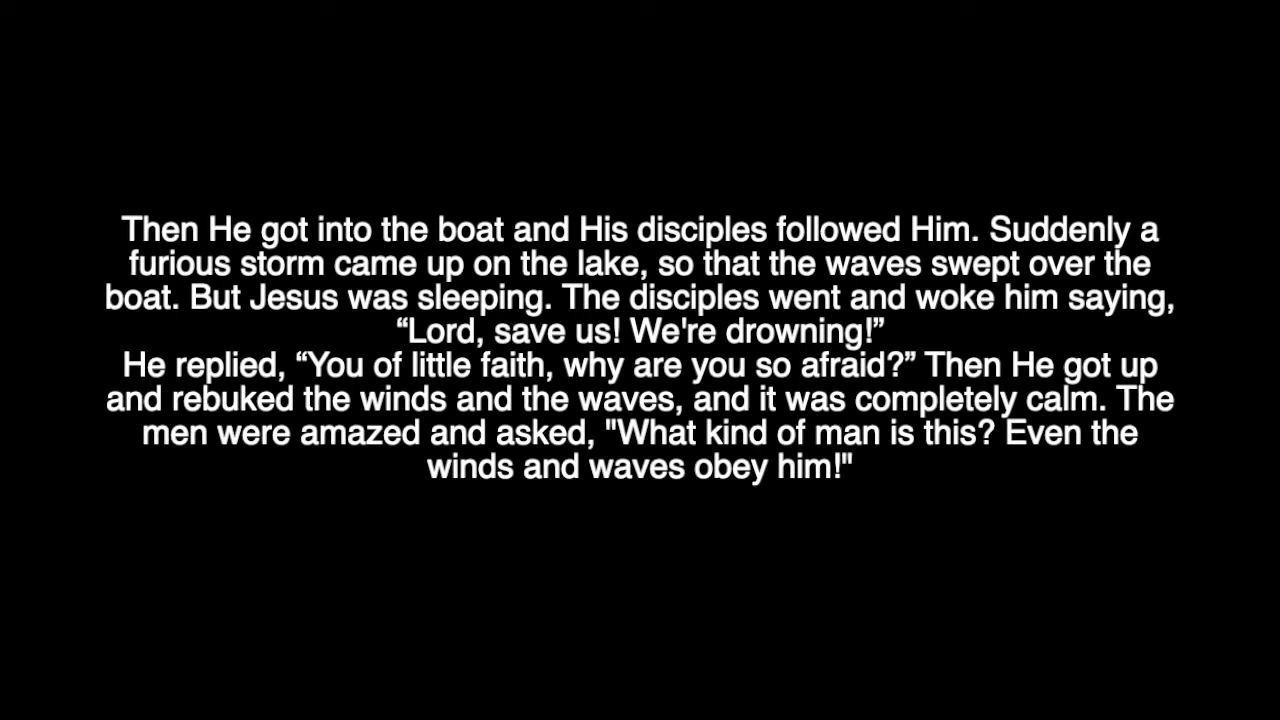 Then He got into the boat and His disciples followed Him. Suddenly a
furious storm came up on the lake, so that the waves swept over the
boat. But Jesus was sleeping. The disciples went and woke him saying,
“Lord, save us! We're drowning!”
He replied, “You of little faith, why are you so afraid?” Then He got up
and rebuked the winds and the waves, and it was completely calm. The
men were amazed and asked, "What kind of man is this? Even the
winds and waves obey him!"